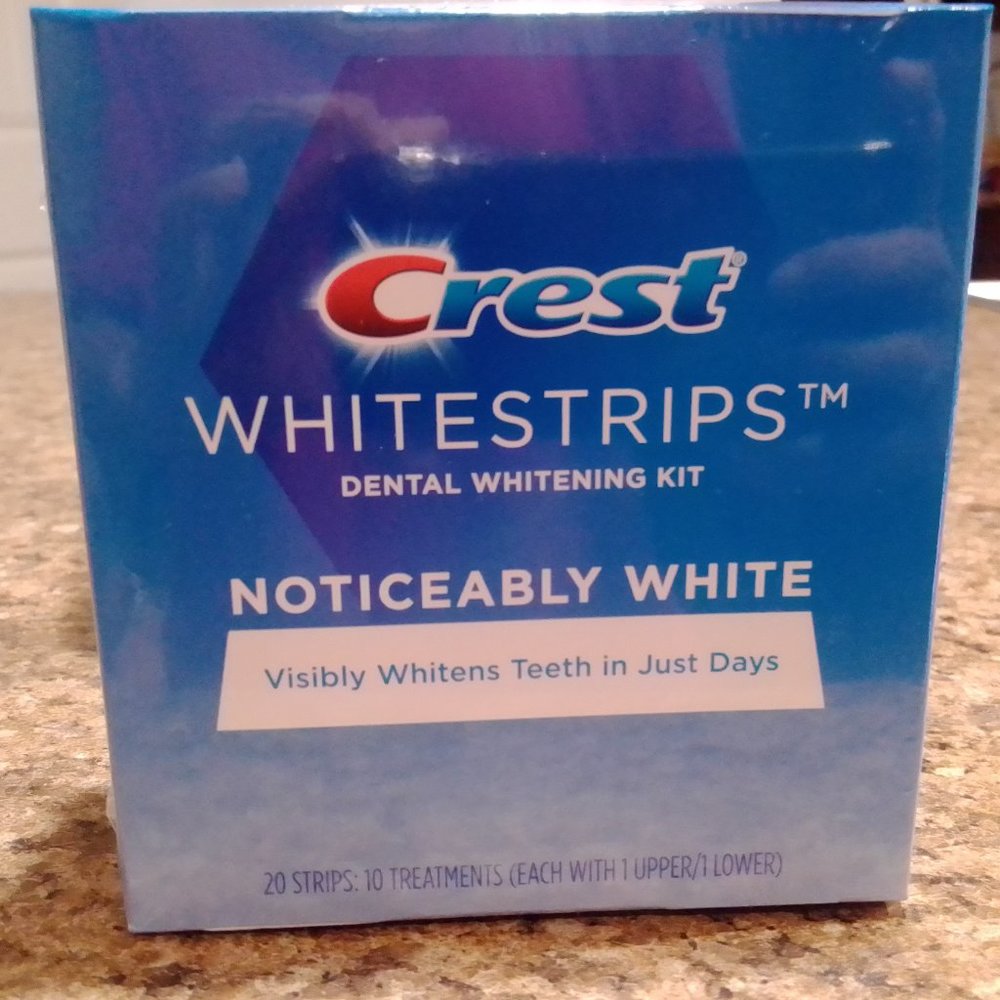 Crest®
WHITESTRIPS™
DENTAL WHITENING KIT
NOTICEABLY WHITE
Visibly Whitens Teeth in Just Days
20 STRIPS: 10 TREATMENTS (EACH WITH 1 UPPER/1 LOWER)